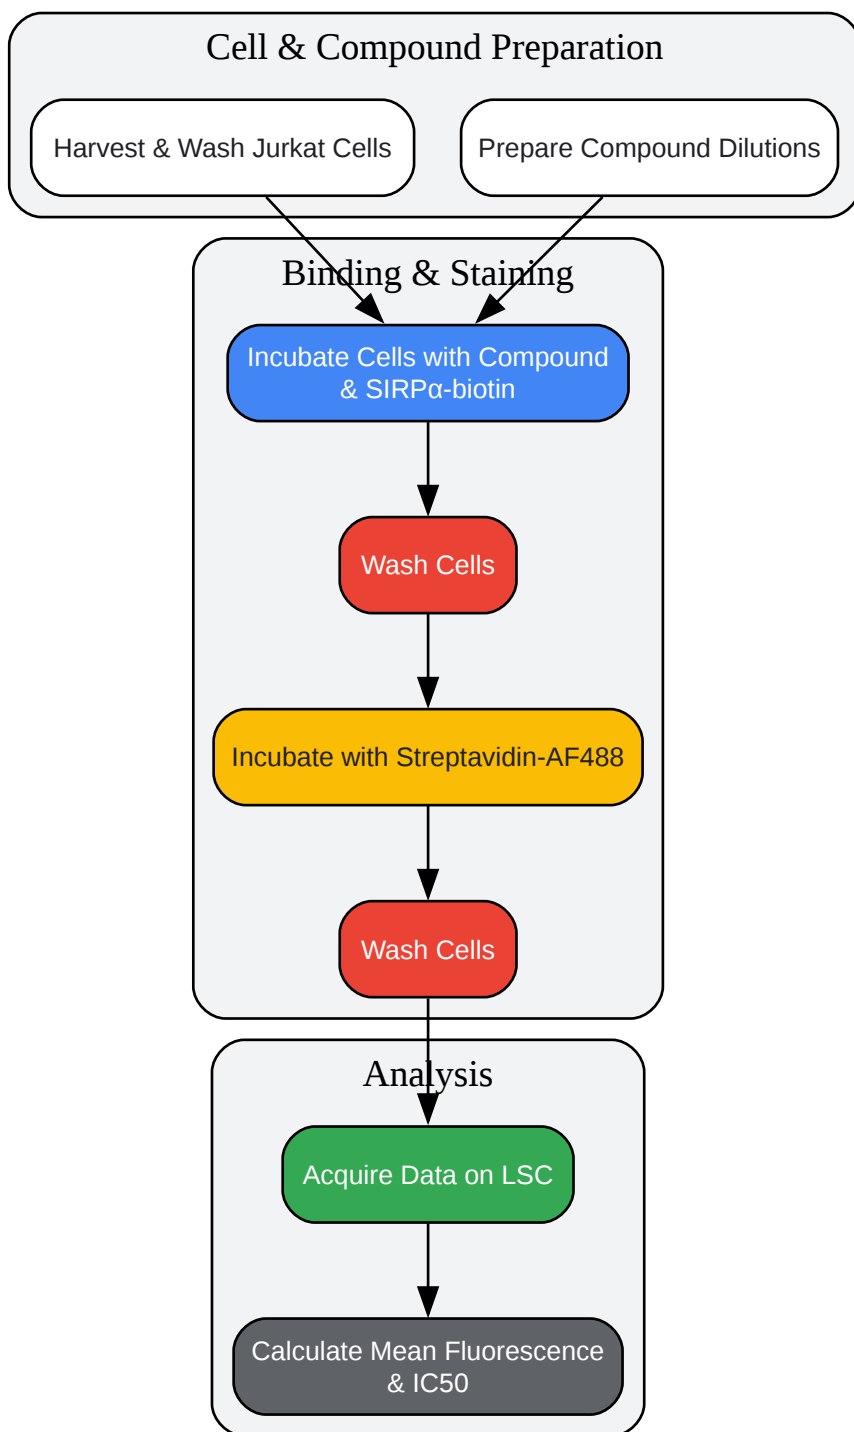 Cell & Compound Preparation
Harvest & Wash Jurkat Cells
Prepare Compound Dilutions
Binding & Staining
Incubate Cells with Compound
& SIRPα-biotin
Wash Cells
Incubate with Streptavidin-AF488
Wash Cells
Analysis
Acquire Data on LSC
Calculate Mean Fluorescence
& IC50